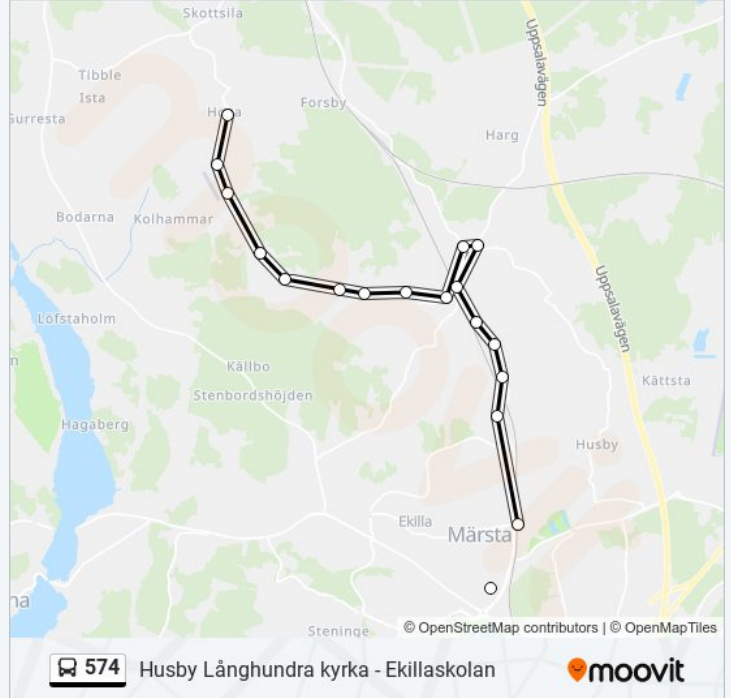 Skottsila
Uppsalavägen
Tibble
Ista
Forsby
Surresta
Harg
Bodarna
Kolhammar
Uppsalavägen
Löfstaholm
Källbo
Kättsta
Stenbordshöjden
Hagaberg
Husby
Ekilla
Märsta
na
Steninge
© OpenStreetMap contributors | © OpenMapTiles
574 Husby Långhundra kyrka - Ekillaskolan moovit